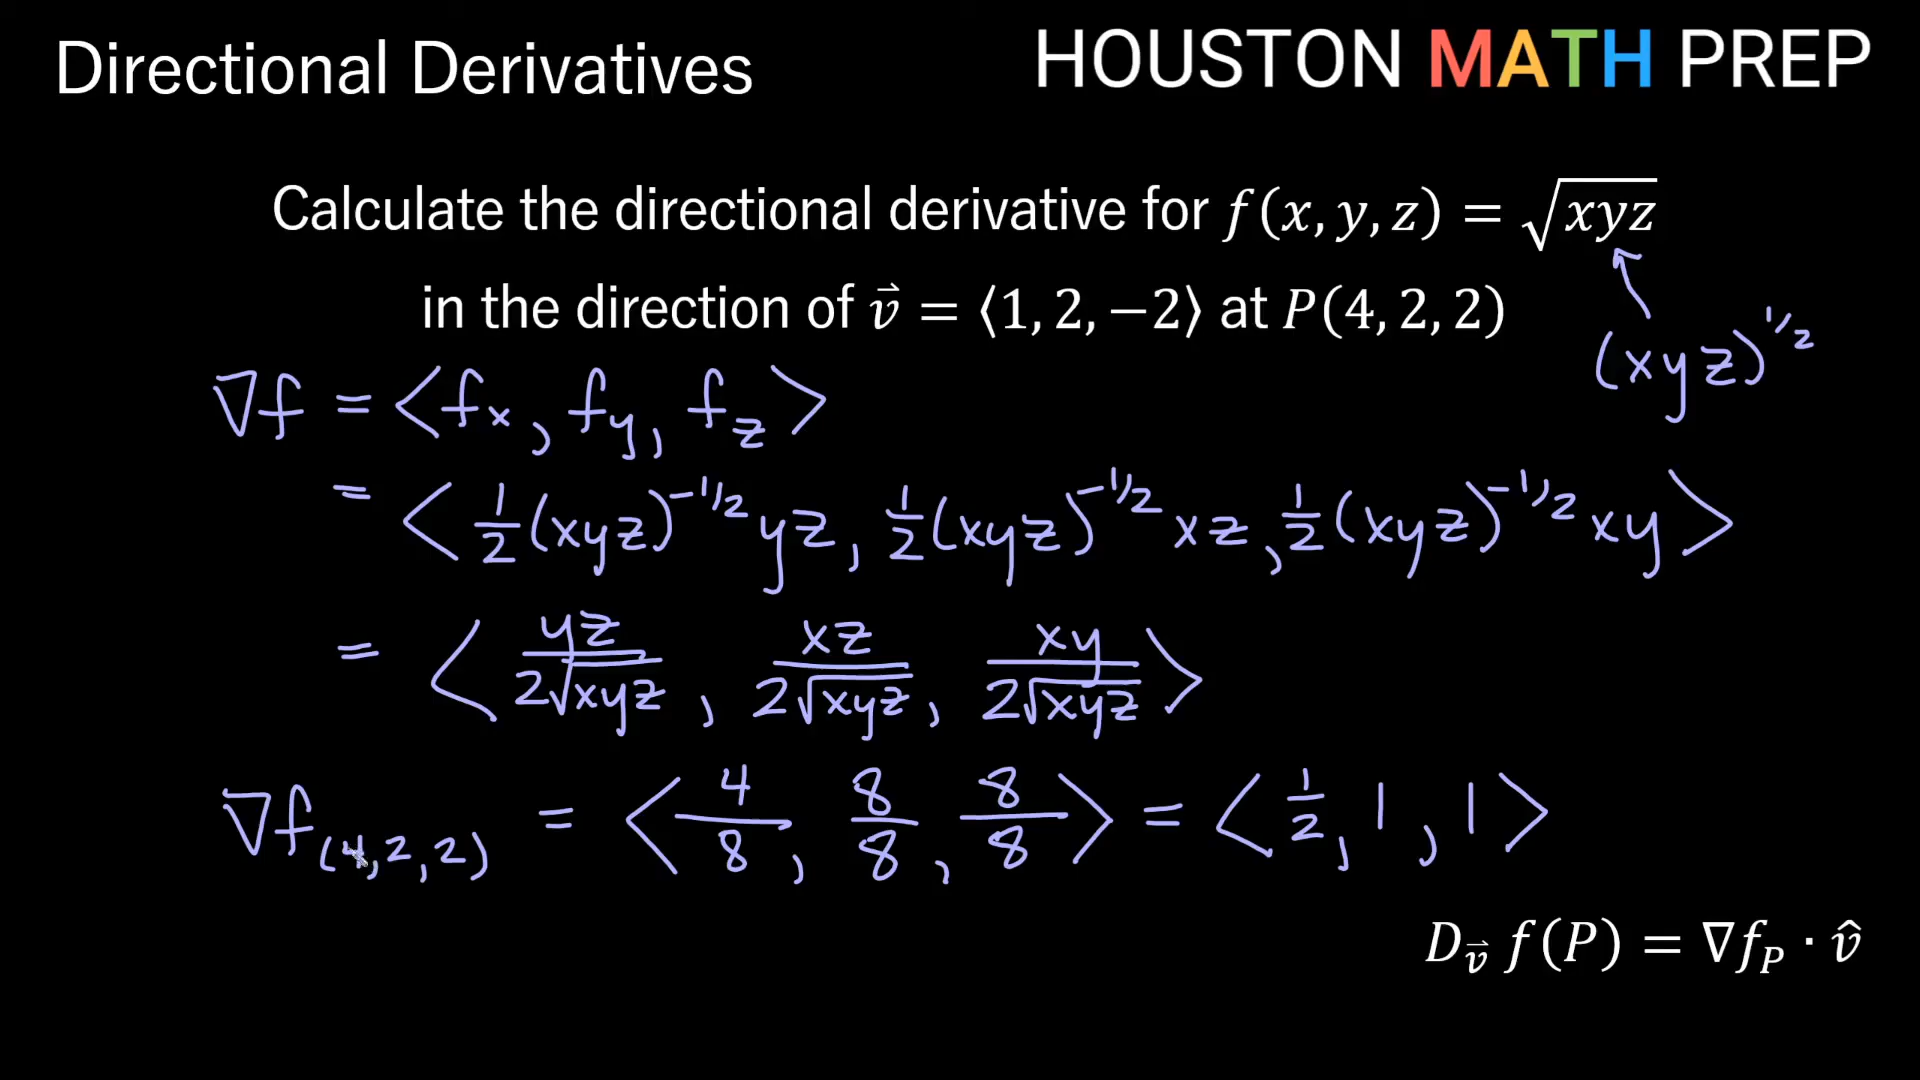 Directional Derivatives
HOUSTON MATH PREP
Calculate the directional derivative for f(x, y, z) = √xyz
in the direction of v⃗ = ⟨1, 2, −2⟩ at P(4, 2, 2)
(xyz)^1/2
∇f = <fx, fy, fz>
= <1/2(xyz)^-1/2 yz, 1/2(xyz)^-1/2 xz, 1/2(xyz)^-1/2 xy>
= <yz/2√xyz, xz/2√xyz, xy/2√xyz>
∇f(4,2,2) = <4/8, 8/8, 8/8> = <1/2, 1, 1>
D_v⃗ f(P) = ∇f_P · v̂